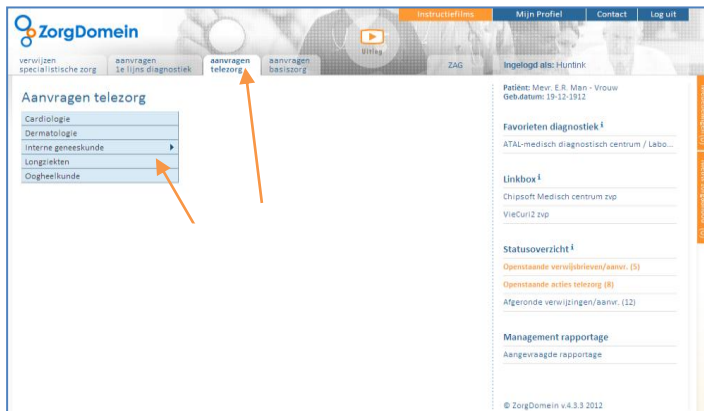 Instructiefilms
Mijn Profiel
Contact
Log uit
ZorgDomein
Uitleg
verwijzen
specialistische zorg
aanvragen
1e lijns diagnostiek
aanvragen
telezorg
aanvragen
basiszorg
ZAG
Ingelogd als: Huntink
Aanvragen telezorg
Cardiologie
Dermatologie
Interne geneeskunde
Longziekten
Oogheelkunde
Patiënt: Mevr. E.R. Man - Vrouw
Geb.datum: 19-12-1912
Favorieten diagnostiek i
ATAL-medisch diagnostisch centrum / Labo...
Linkbox i
Chipsoft Medisch centrum zvp
VieCuri2 zvp
Statusoverzicht i
Openstaande verwijsbrieven/aanvr. (5)
Openstaande acties telezorg (8)
Afgeronde verwijzingen/aanvr. (12)
Management rapportage
Aangevraagde rapportage
© ZorgDomein v.4.3.3 2012